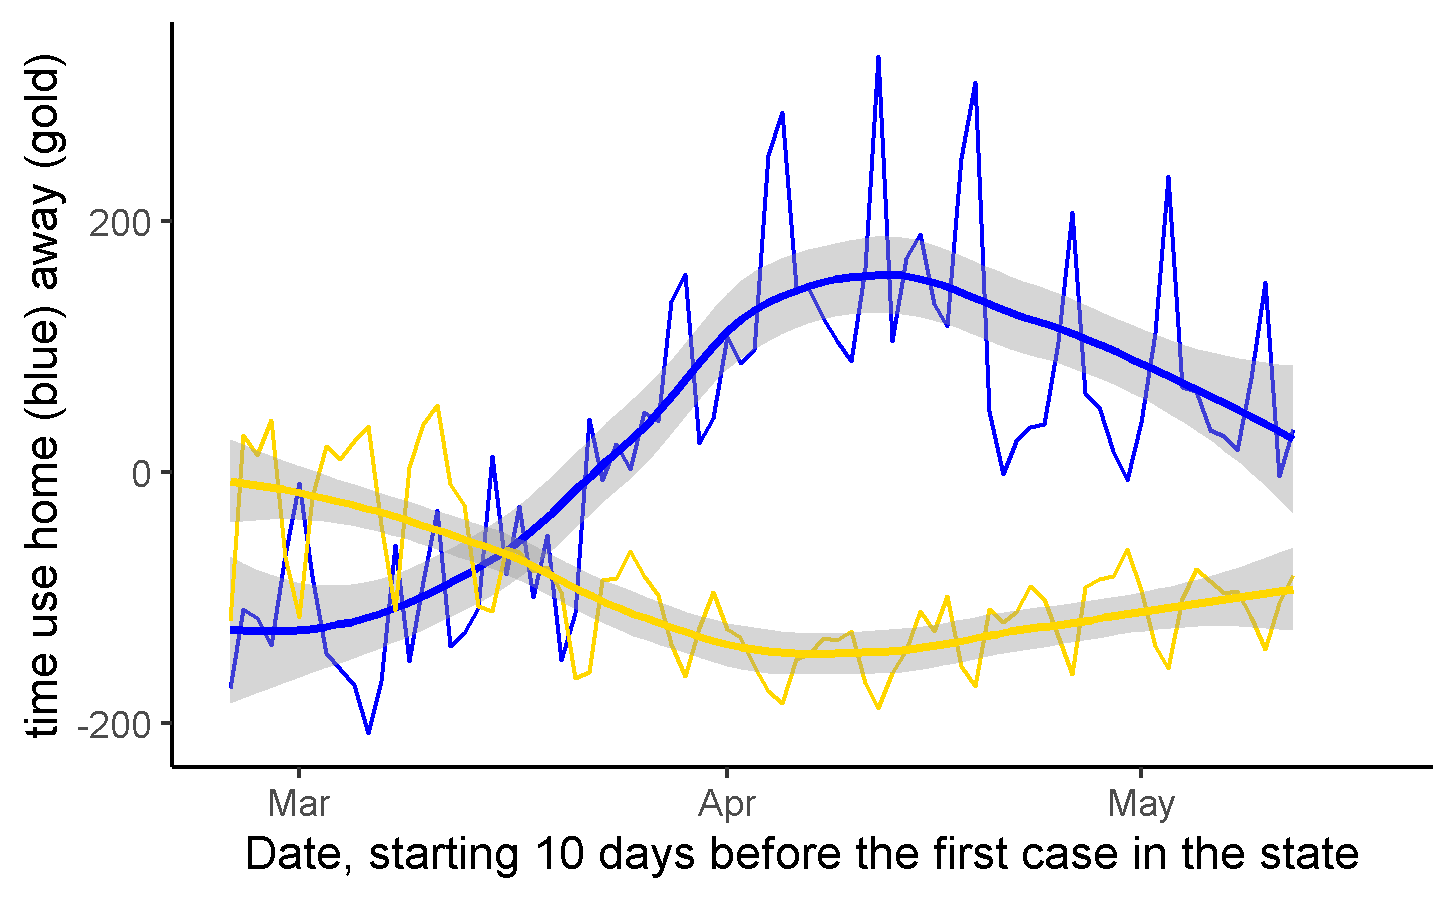 time use home (blue) away (gold)
200
0
-200
Mar
Apr
May
Date, starting 10 days before the first case in the state